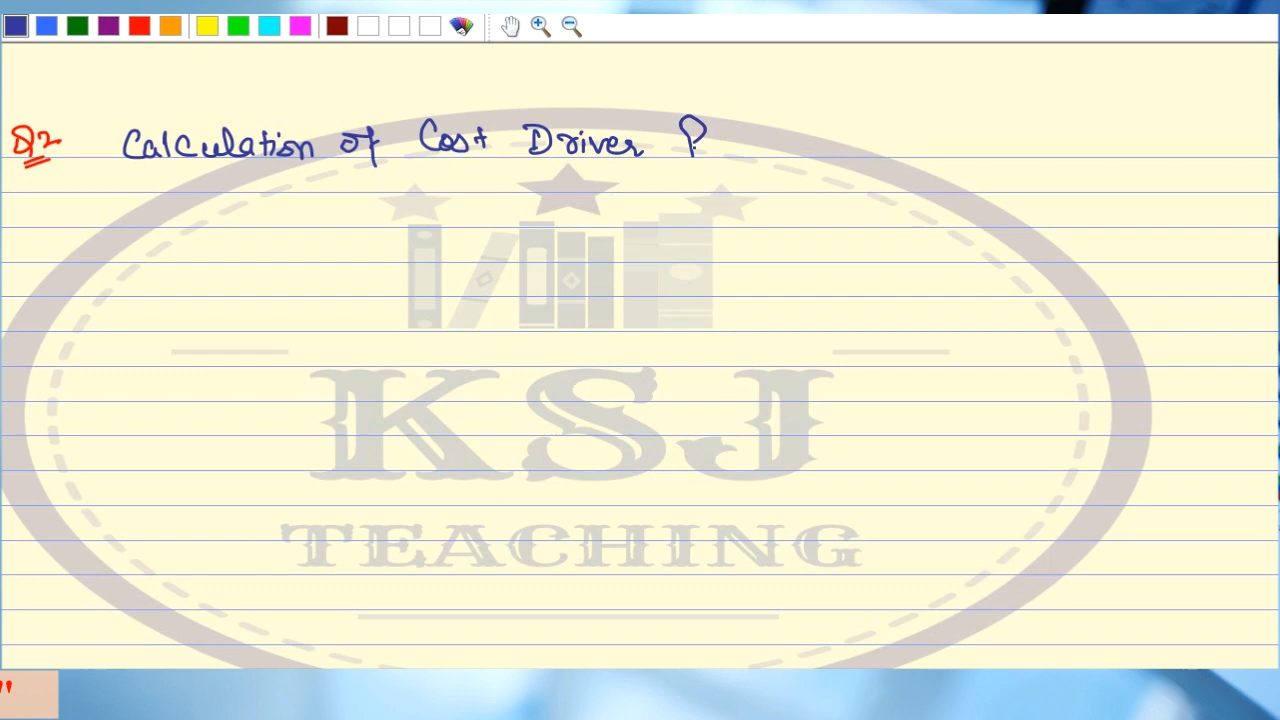 Q2 Calculation of Cost Driver ?
KSJ
TEACHING
"